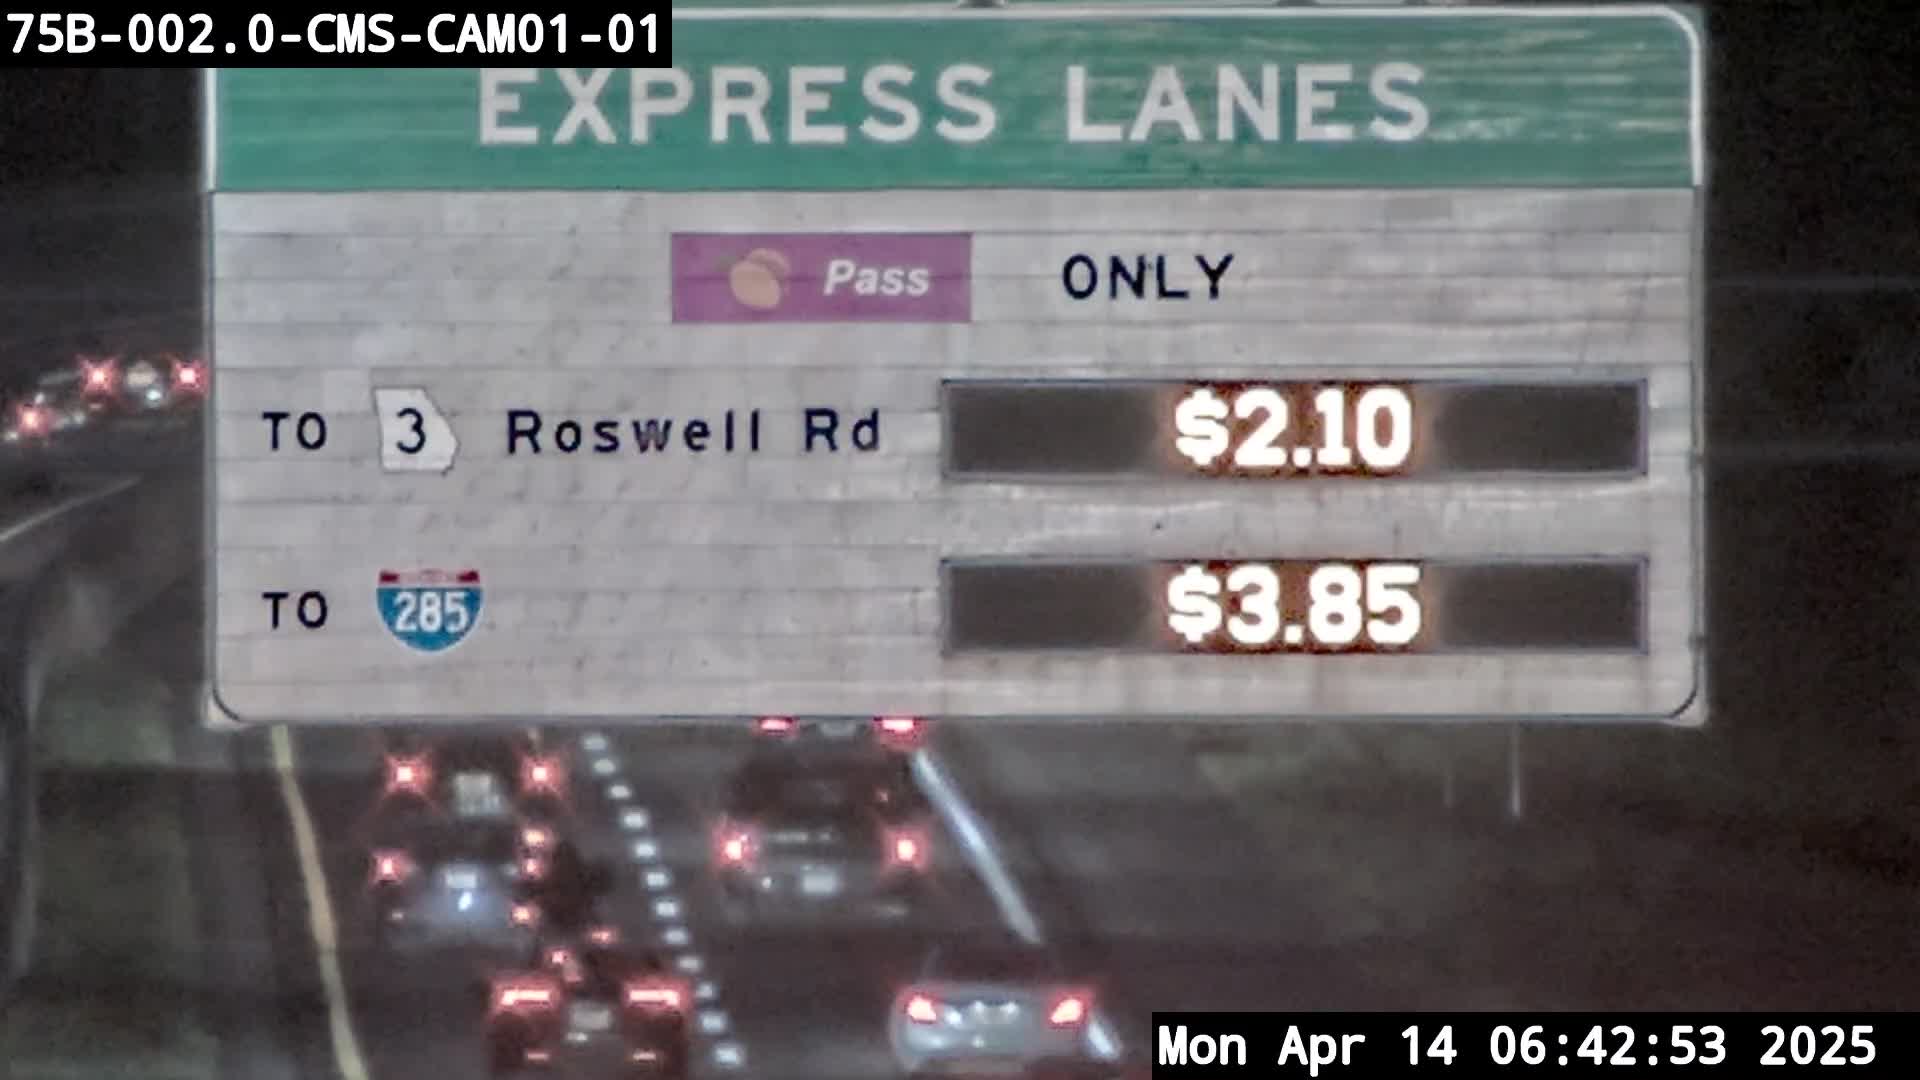 75B-002.0-CMS-CAM01-01
EXPRESS LANES
Pass ONLY
TO 3 Roswell Rd $2.10
TO 285 $3.85
Mon Apr 14 06:42:53 2025